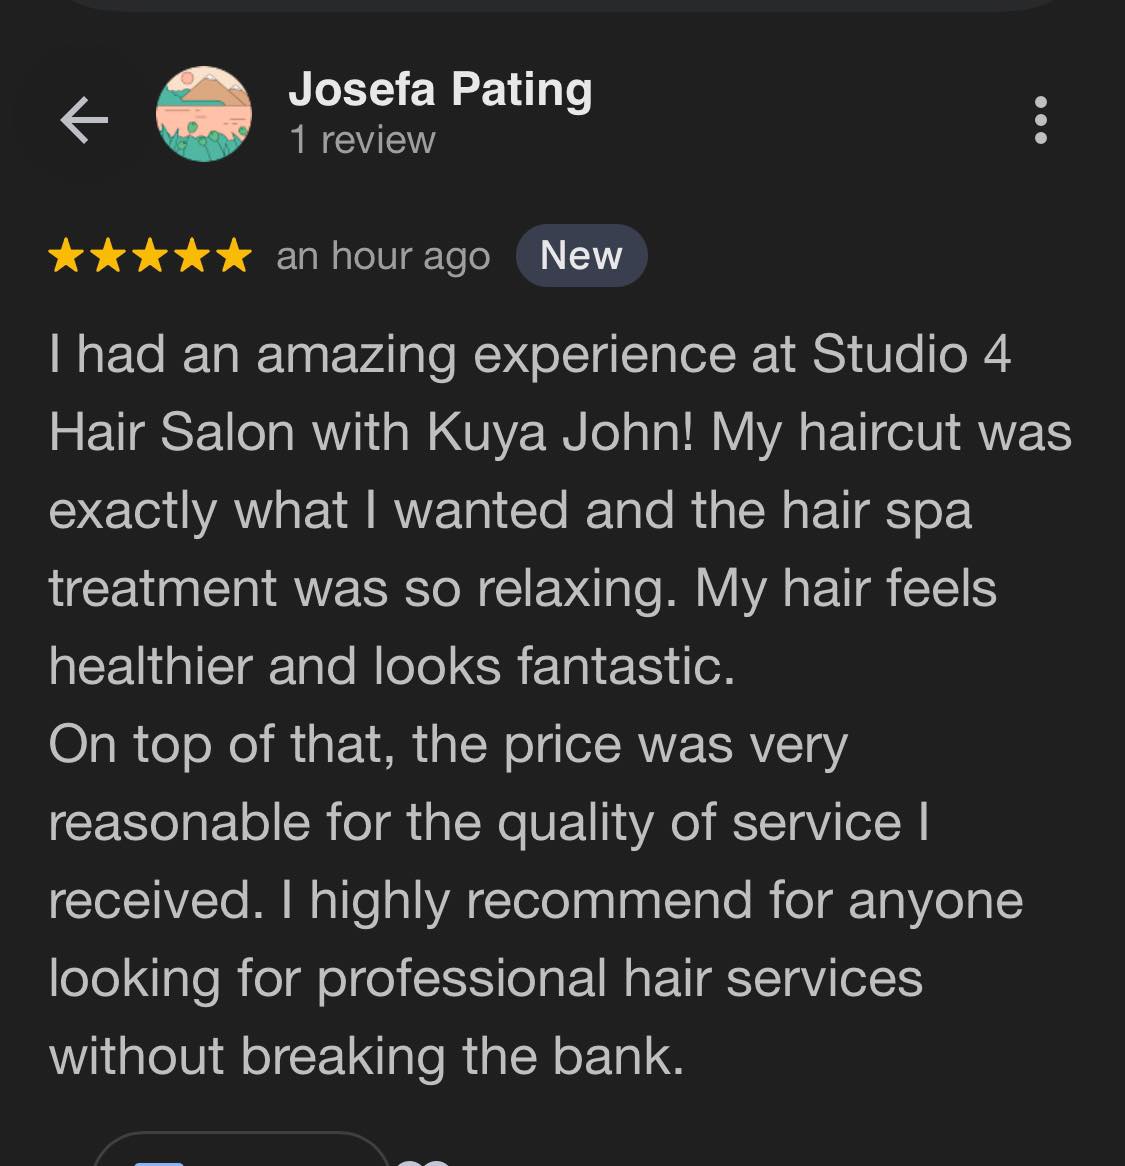 Josefa Pating
1 review
an hour ago New
I had an amazing experience at Studio 4
Hair Salon with Kuya John! My haircut was
exactly what I wanted and the hair spa
treatment was so relaxing. My hair feels
healthier and looks fantastic.
On top of that, the price was very
reasonable for the quality of service I
received. I highly recommend for anyone
looking for professional hair services
without breaking the bank.